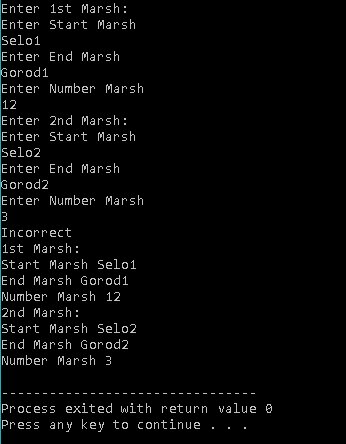 Enter 1st Marsh:
Enter Start Marsh
Selo1
Enter End Marsh
Gorod1
Enter Number Marsh
12
Enter 2nd Marsh:
Enter Start Marsh
Selo2
Enter End Marsh
Gorod2
Enter Number Marsh
3
Incorrect
1st Marsh:
Start Marsh Selo1
End Marsh Gorod1
Number Marsh 12
2nd Marsh:
Start Marsh Selo2
End Marsh Gorod2
Number Marsh 3
--------------------------------
Process exited with return value 0
Press any key to continue . . .